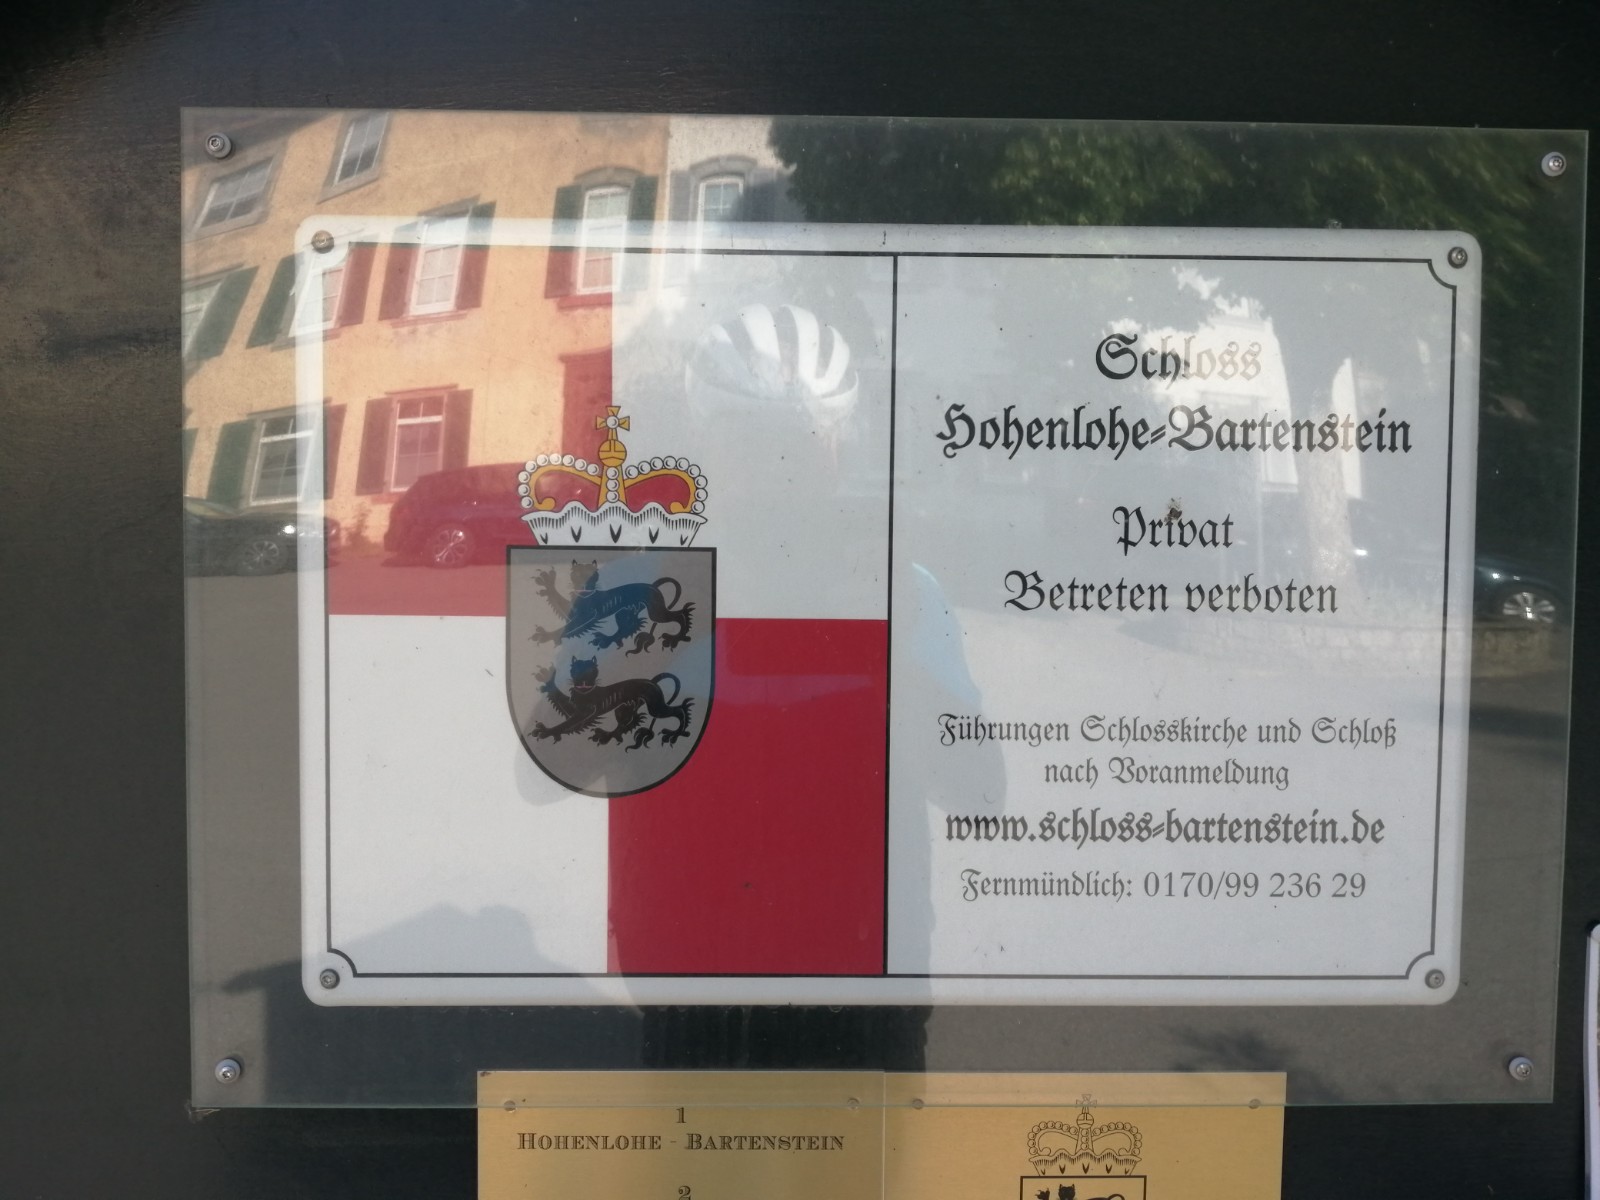 Schloss
Hohenlohe-Bartenstein
Privat
Betreten verboten
Führungen Schlosskirche und Schloß
nach Voranmeldung
www.schloss-bartenstein.de
Fernmündlich: 0170/99 236 29
1
HOHENLOHE - BARTENSTEIN
2